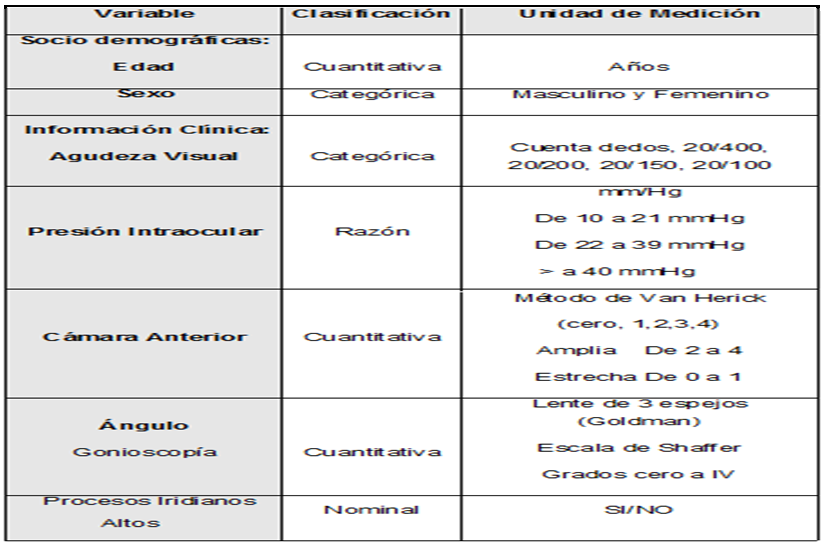 Variable Clasificación Unidad de Medición
Socio demográficas:
Edad Cuantitativa Años
Sexo Categórica Masculino y Femenino
Información Clínica:
Agudeza Visual Categórica Cuenta dedos, 20/400,
20/200, 20/150, 20/100
Presión Intraocular Razón mm/Hg
De 10 a 21 mmHg
De 22 a 39 mmHg
> a 40 mmHg
Cámara Anterior Cuantitativa Método de Van Herick
(cero, 1,2,3,4)
Amplia De 2 a 4
Estrecha De 0 a 1
Ángulo
Gonioscopía Cuantitativa Lente de 3 espejos
(Goldman)
Escala de Shaffer
Grados cero a IV
Procesos Iridianos
Altos Nominal SI/NO